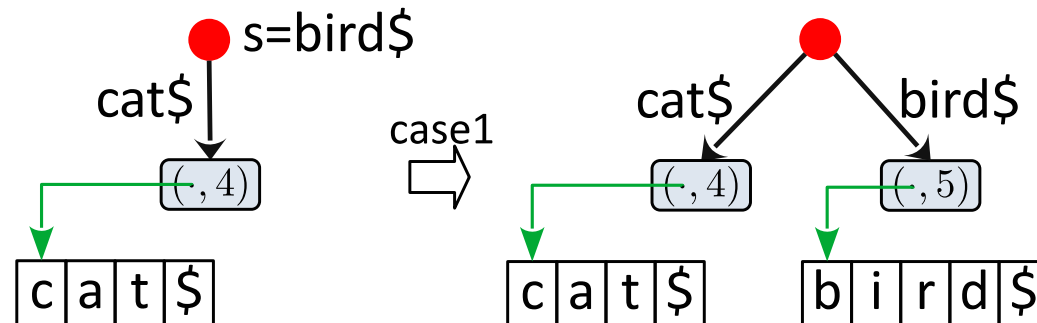 s=bird$
cat$
(·, 4)
c a t $
case1
cat$ bird$
(·, 4) (·, 5)
c a t $ b i r d $